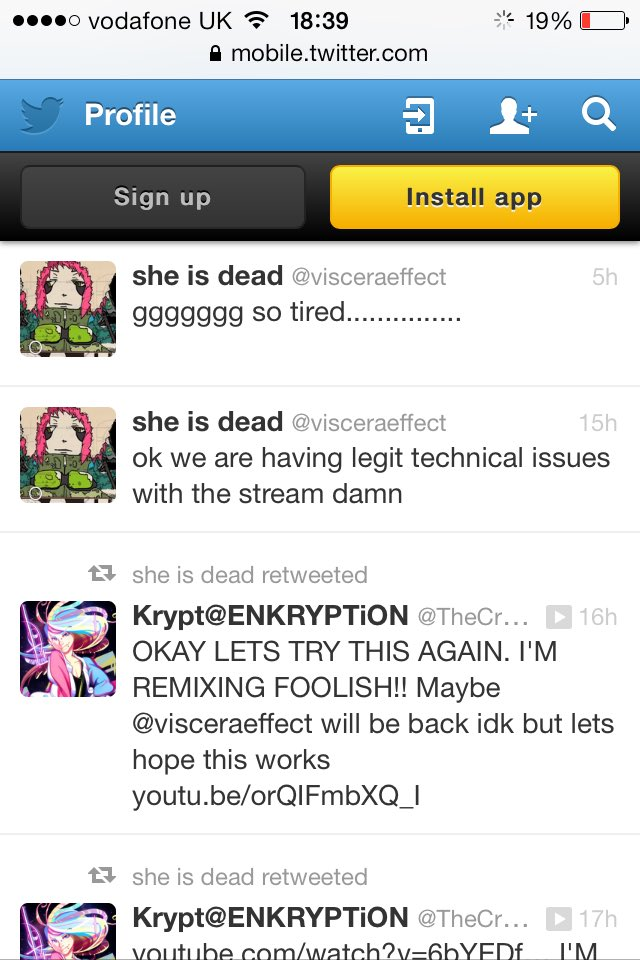 vodafone UK 18:39 19%
mobile.twitter.com
Profile
Sign up Install app
she is dead @visceraeffect 5h
ggggggg so tired...............
she is dead @visceraeffect 15h
ok we are having legit technical issues
with the stream damn
she is dead retweeted
Krypt@ENKRYPTiON @TheCr... 16h
OKAY LETS TRY THIS AGAIN. I'M
REMIXING FOOLISH!! Maybe
@visceraeffect will be back idk but lets
hope this works
youtu.be/orQIFmbXQ_I
she is dead retweeted
Krypt@ENKRYPTiON @TheCr... 17h
youtube.com/watch?v=6bYEDf... I'M